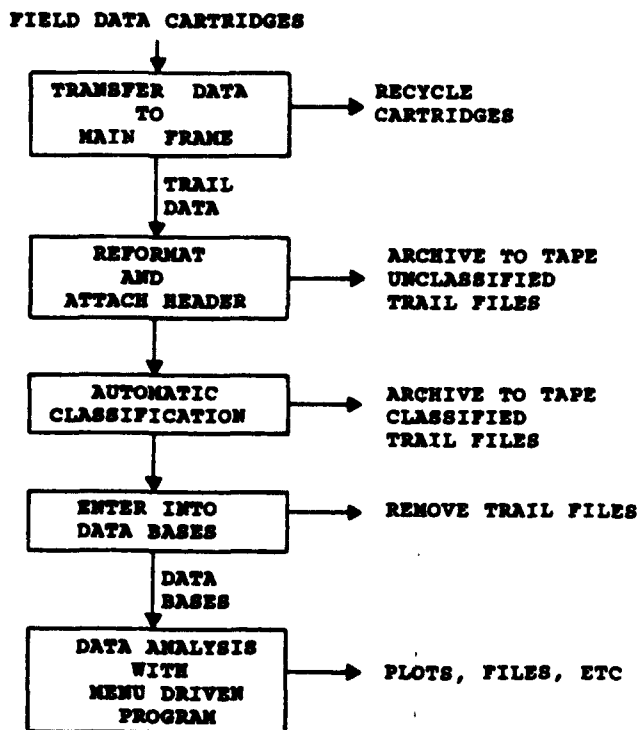 FIELD DATA CARTRIDGES
TRANSFER DATA
TO
MAIN FRAME
RECYCLE
CARTRIDGES
TRAIL
DATA
REFORMAT
AND
ATTACH HEADER
ARCHIVE TO TAPE
UNCLASSIFIED
TRAIL FILES
AUTOMATIC
CLASSIFICATION
ARCHIVE TO TAPE
CLASSIFIED
TRAIL FILES
ENTER INTO
DATA BASES
REMOVE TRAIL FILES
DATA
BASES
DATA ANALYSIS
WITH
MENU DRIVEN
PROGRAM
PLOTS, FILES, ETC